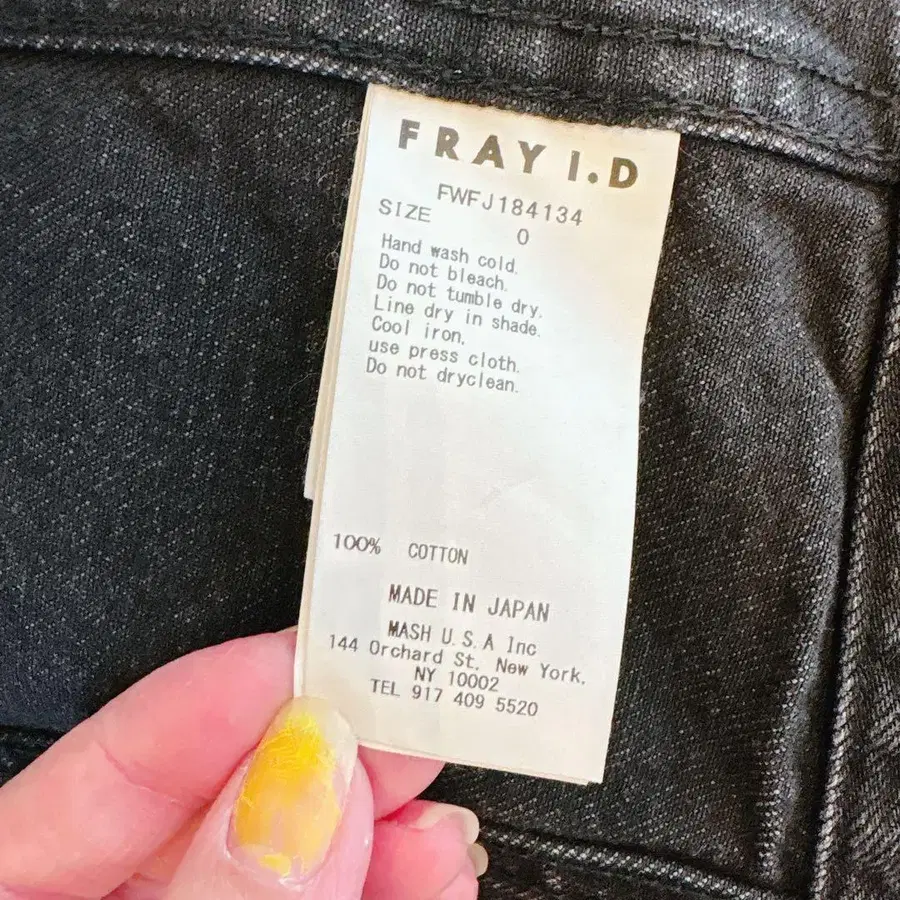 FRAY I.D
FWFJ184134
SIZE 0
Hand wash cold.
Do not bleach.
Do not tumble dry.
Line dry in shade.
Cool iron,
use press cloth.
Do not dryclean.
100% COTTON
MADE IN JAPAN
MASH U.S.A Inc
144 Orchard St. New York.
NY 10002
TEL 917 409 5520